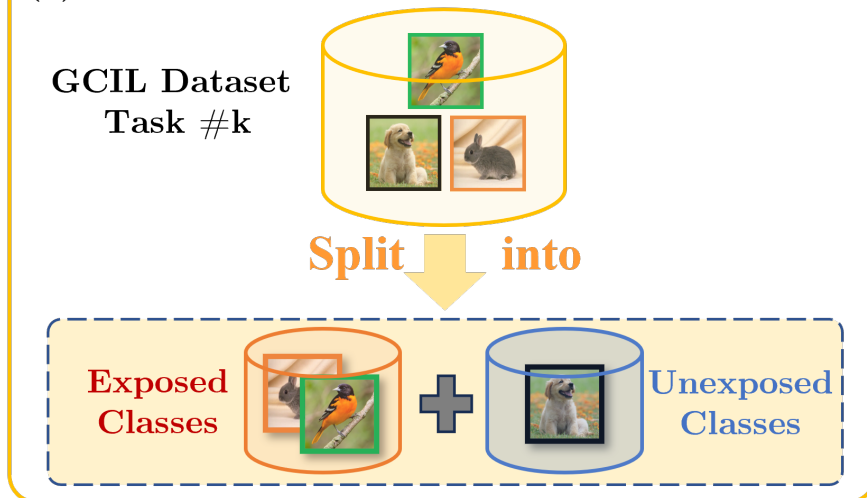 GCIL Dataset
Task #k
Split into
Exposed
Classes
Unexposed
Classes